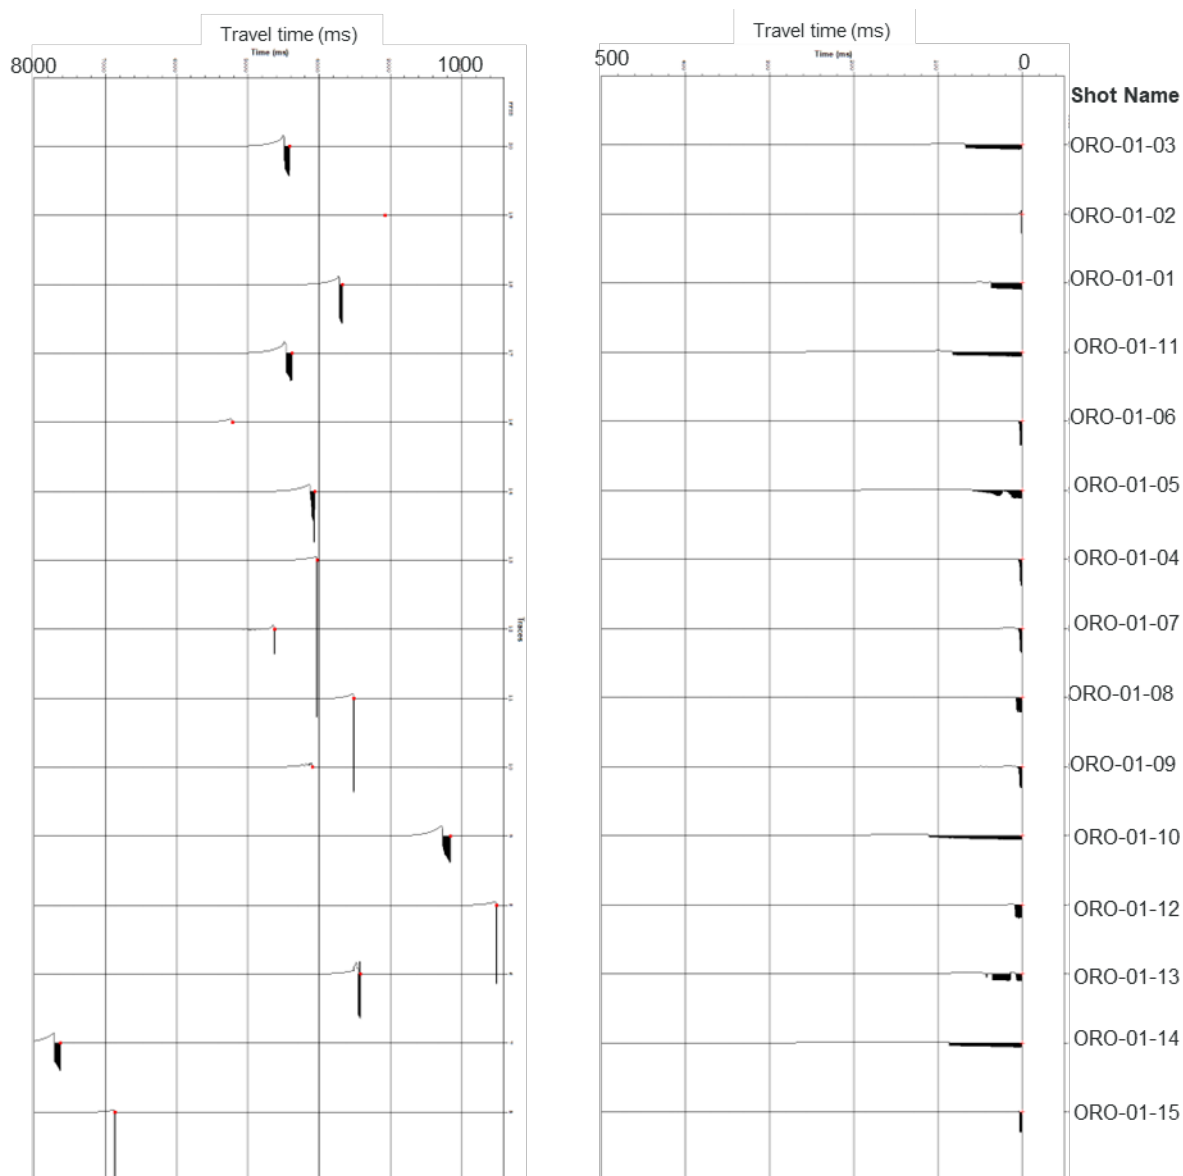 Travel time (ms)
Time (ms)
8000 1000
Traces
Travel time (ms)
Time (ms)
500 0
Shot Name
ORO-01-03
ORO-01-02
ORO-01-01
ORO-01-11
ORO-01-06
ORO-01-05
ORO-01-04
ORO-01-07
ORO-01-08
ORO-01-09
ORO-01-10
ORO-01-12
ORO-01-13
ORO-01-14
ORO-01-15